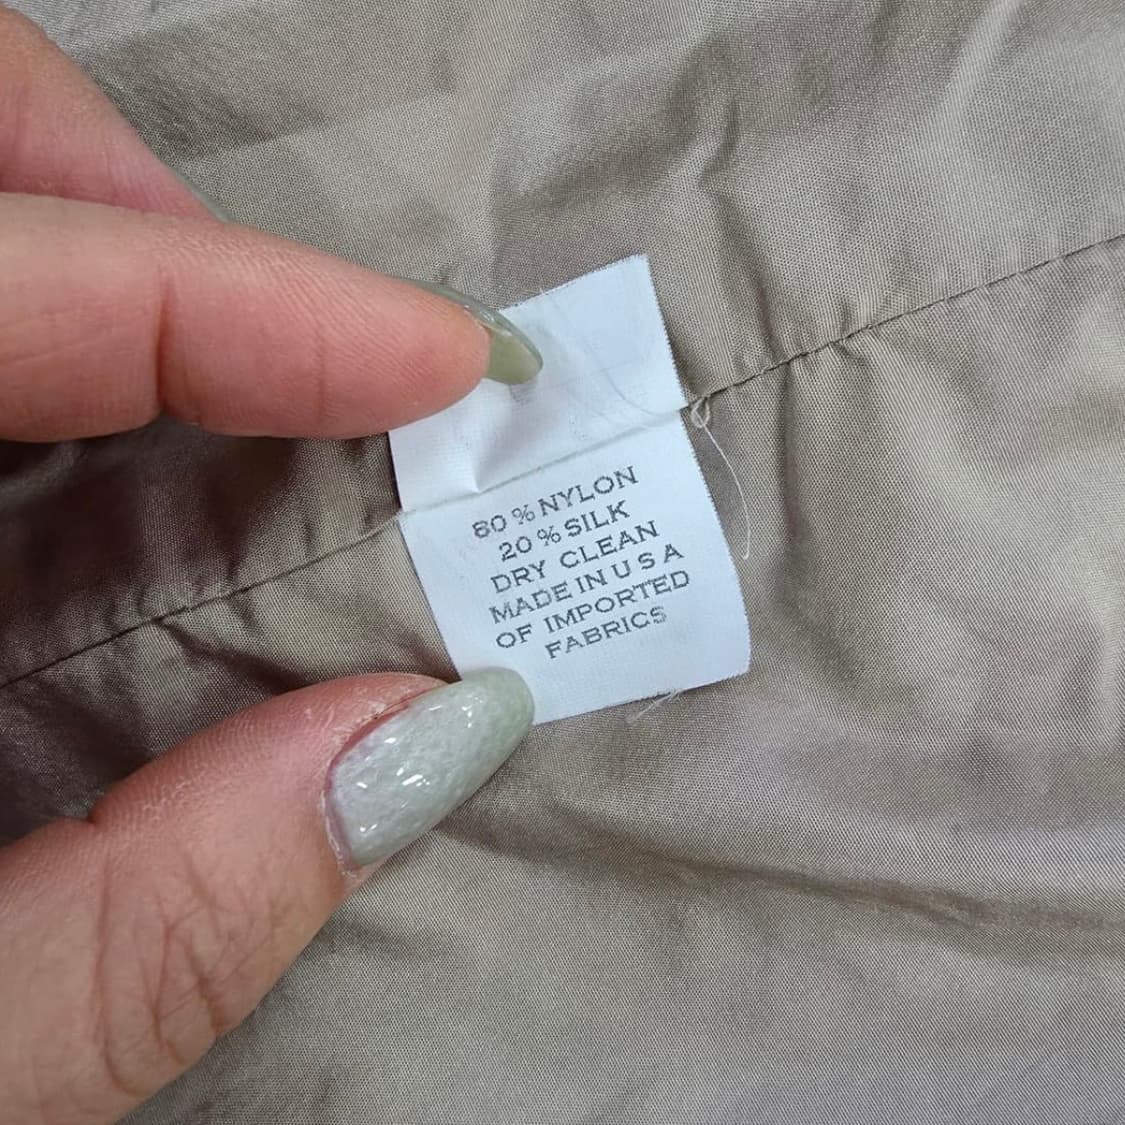 80 % NYLON
20 % SILK
DRY CLEAN
MADE IN U S A
OF IMPORTED
FABRICS